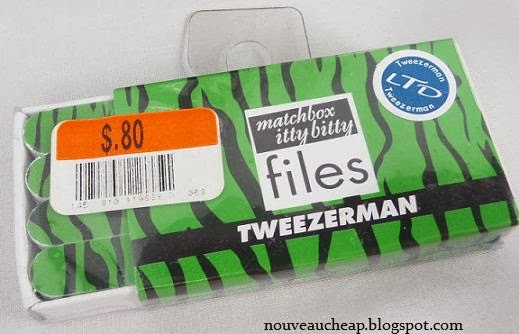 Tweezerman
LTD
Tweezerman
$.80
matchbox
itty bitty
files
TWEEZERMAN
nouveaucheap.blogspot.com